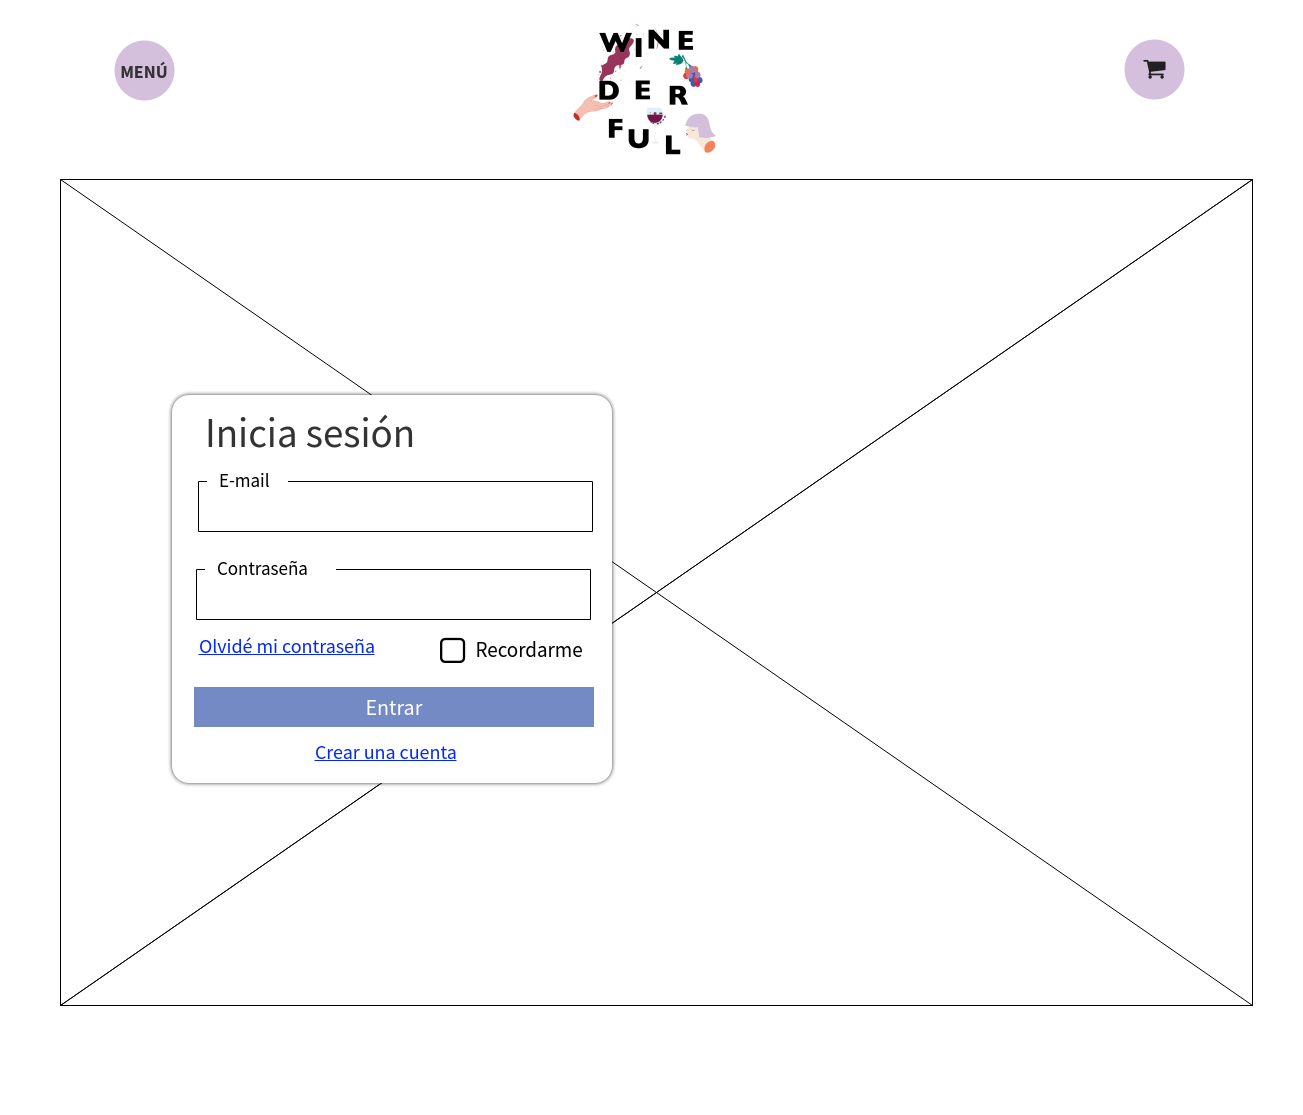 MENÚ
WINE
DER
FUL
Inicia sesión
E-mail
Contraseña
Olvidé mi contraseña
Recordarme
Entrar
Crear una cuenta